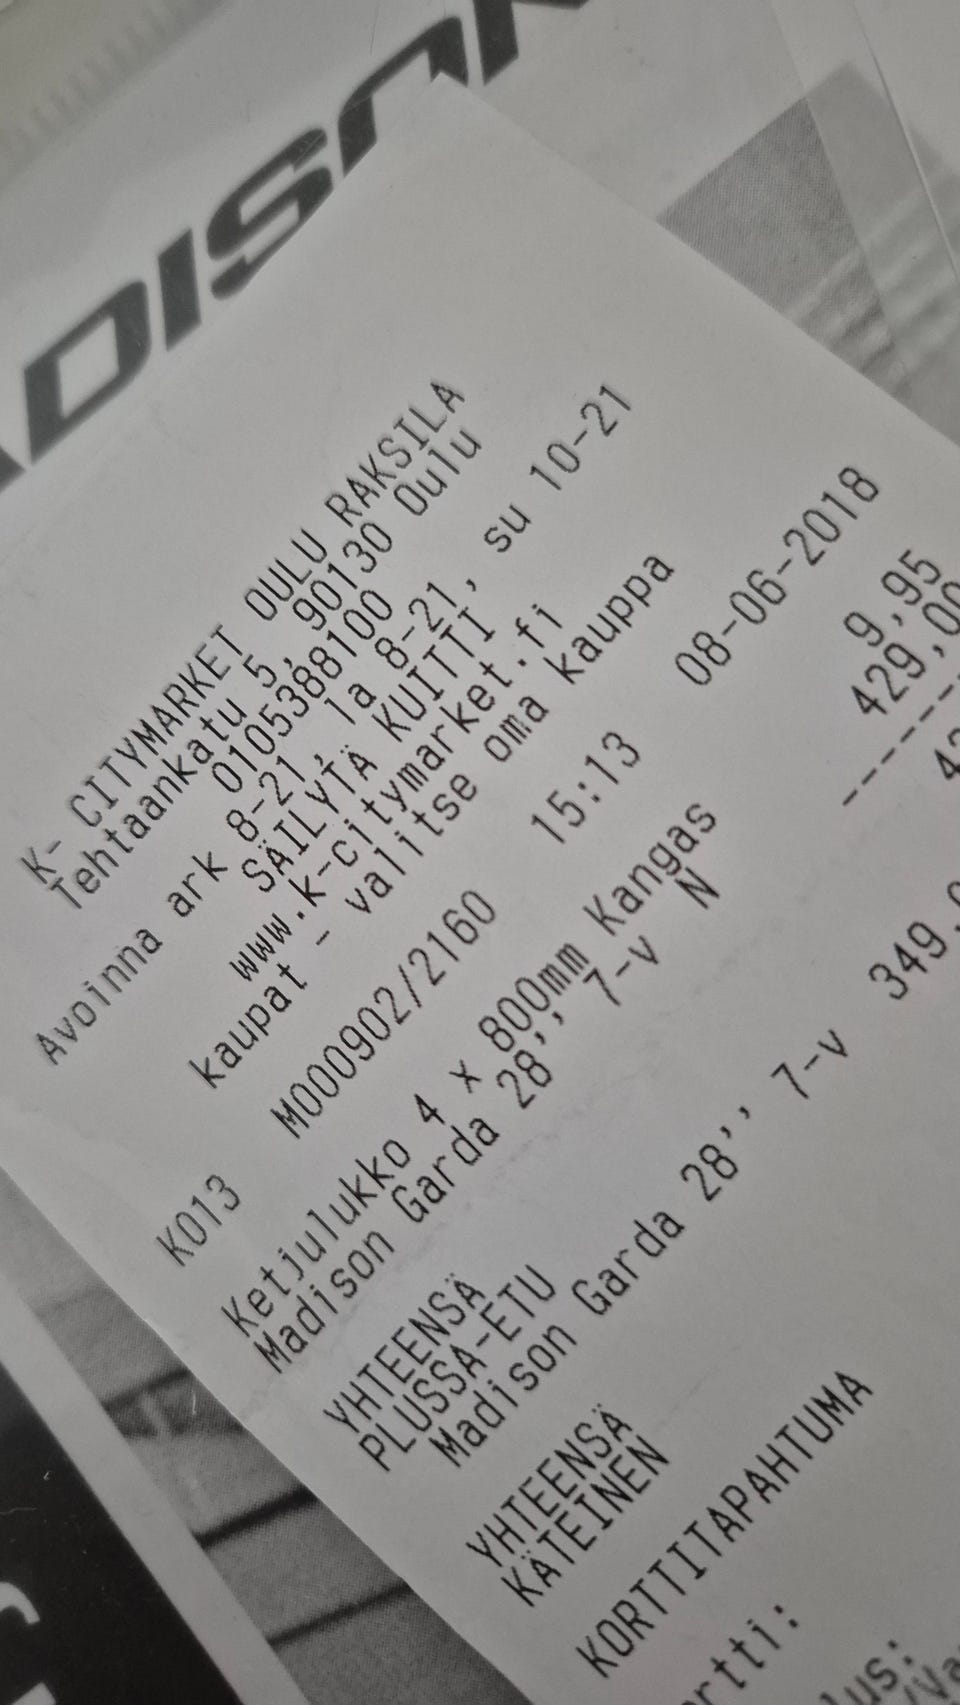 K- CITYMARKET OULU RAKSILA
Tehtaankatu 5, 90130 Oulu
0105388100
Avoinna ark 8-21, la 8-21, su 10-21
SÄILYTÄ KUITTI
www.k-citymarket.fi
kaupat - valitse oma kauppa
K013 M000902/2160 15:13 08-06-2018
Ketjulukko 4 x 800mm Kangas 9,95
Madison Garda 28'' 7-v N 429,00
YHTEENSÄ
PLUSSA-ETU
Madison Garda 28'' 7-v 349,
YHTEENSÄ
KÄTEINEN
KORTTITAPAHTUMA